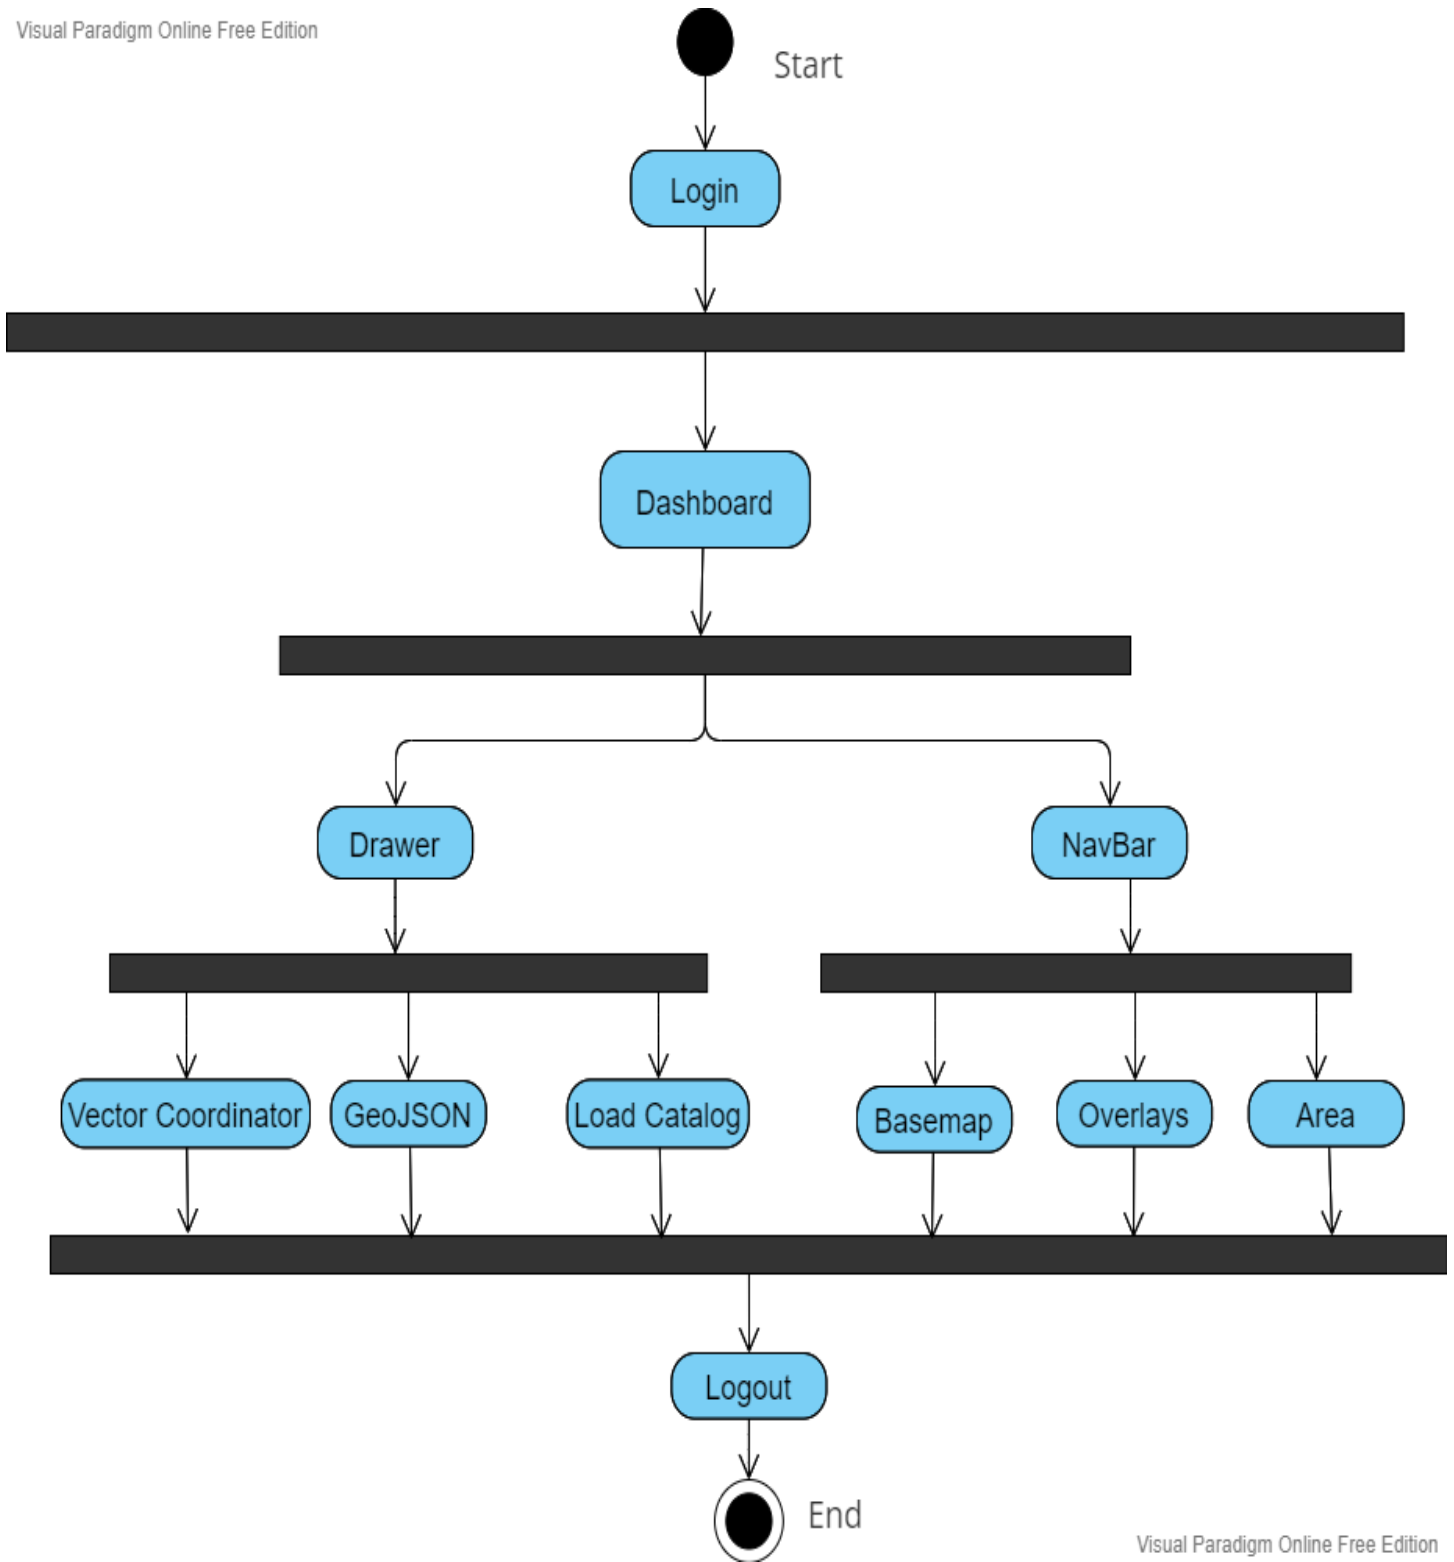 Visual Paradigm Online Free Edition
Start
Login
Dashboard
Drawer
NavBar
Vector Coordinator
GeoJSON
Load Catalog
Basemap
Overlays
Area
Logout
End
Visual Paradigm Online Free Edition